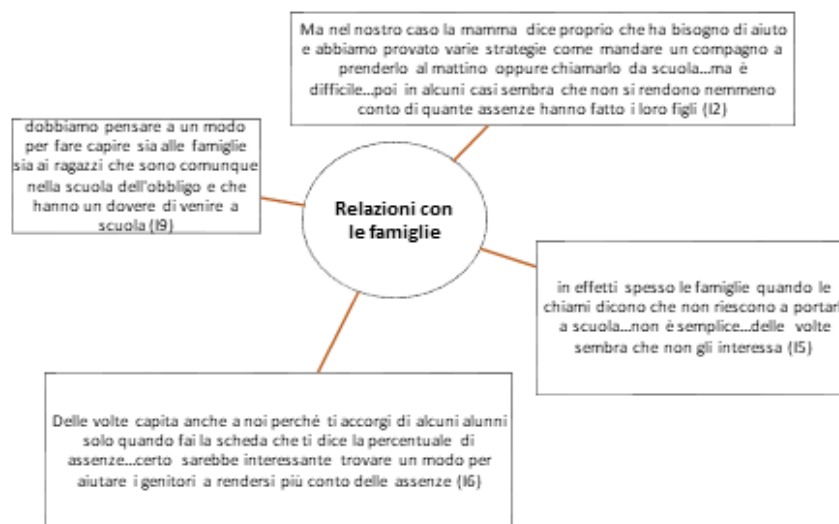 Ma nel nostro caso la mamma dice proprio che ha bisogno di aiuto
e abbiamo provato varie strategie come mandare un compagno a
prenderlo al mattino oppure chiamarlo da scuola...ma è
difficile...poi in alcuni casi sembra che non si rendono nemmeno
conto di quante assenze hanno fatto i loro figli (I2)
dobbiamo pensare a un modo
per fare capire sia alle famiglie
sia ai ragazzi che sono comunque
nella scuola dell'obbligo e che
hanno un dovere di venire a
scuola (I9)
Relazioni con
le famiglie
in effetti spesso le famiglie quando le
chiami dicono che non riescono a portarli
a scuola...non è semplice...delle volte
sembra che non gli interessa (I5)
Delle volte capita anche a noi perché ti accorgi di alcuni alunni
solo quando fai la scheda che ti dice la percentuale di
assenze...certo sarebbe interessante trovare un modo per
aiutare i genitori a rendersi più conto delle assenze (I6)